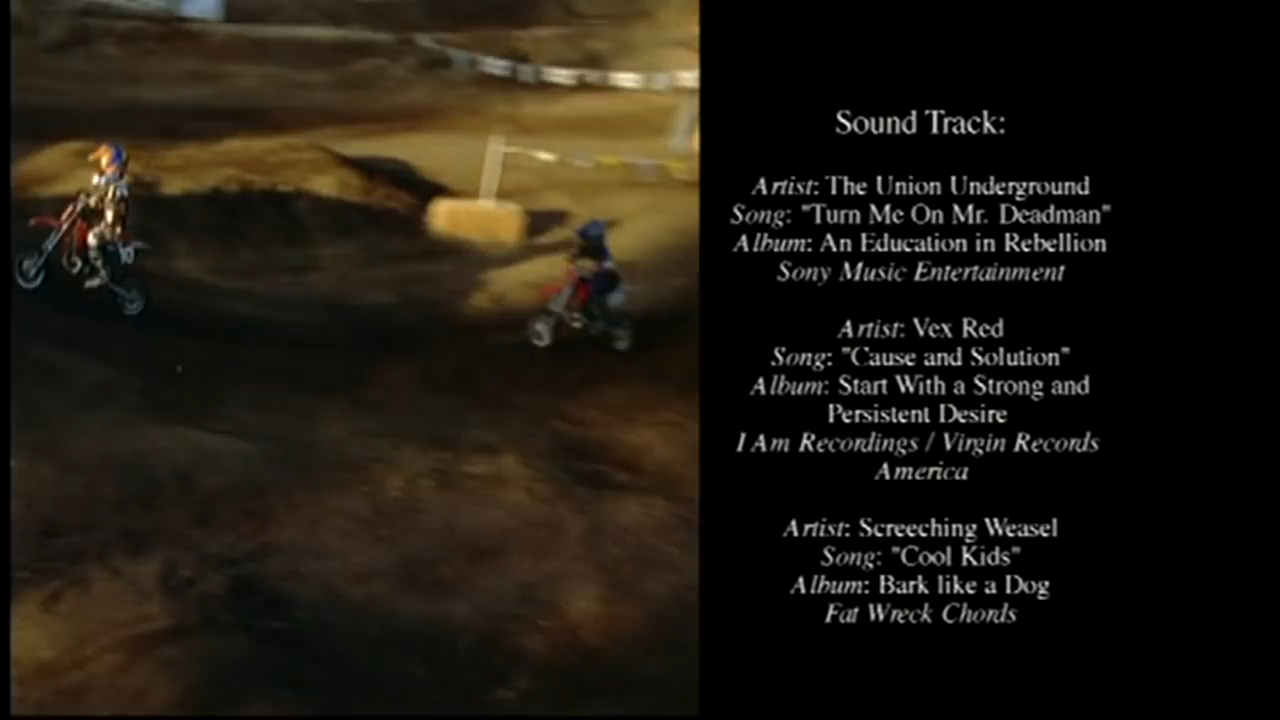 Sound Track:
Artist: The Union Underground
Song: "Turn Me On Mr. Deadman"
Album: An Education in Rebellion
Sony Music Entertainment
Artist: Vex Red
Song: "Cause and Solution"
Album: Start With a Strong and
Persistent Desire
I Am Recordings / Virgin Records
America
Artist: Screeching Weasel
Song: "Cool Kids"
Album: Bark like a Dog
Fat Wreck Chords